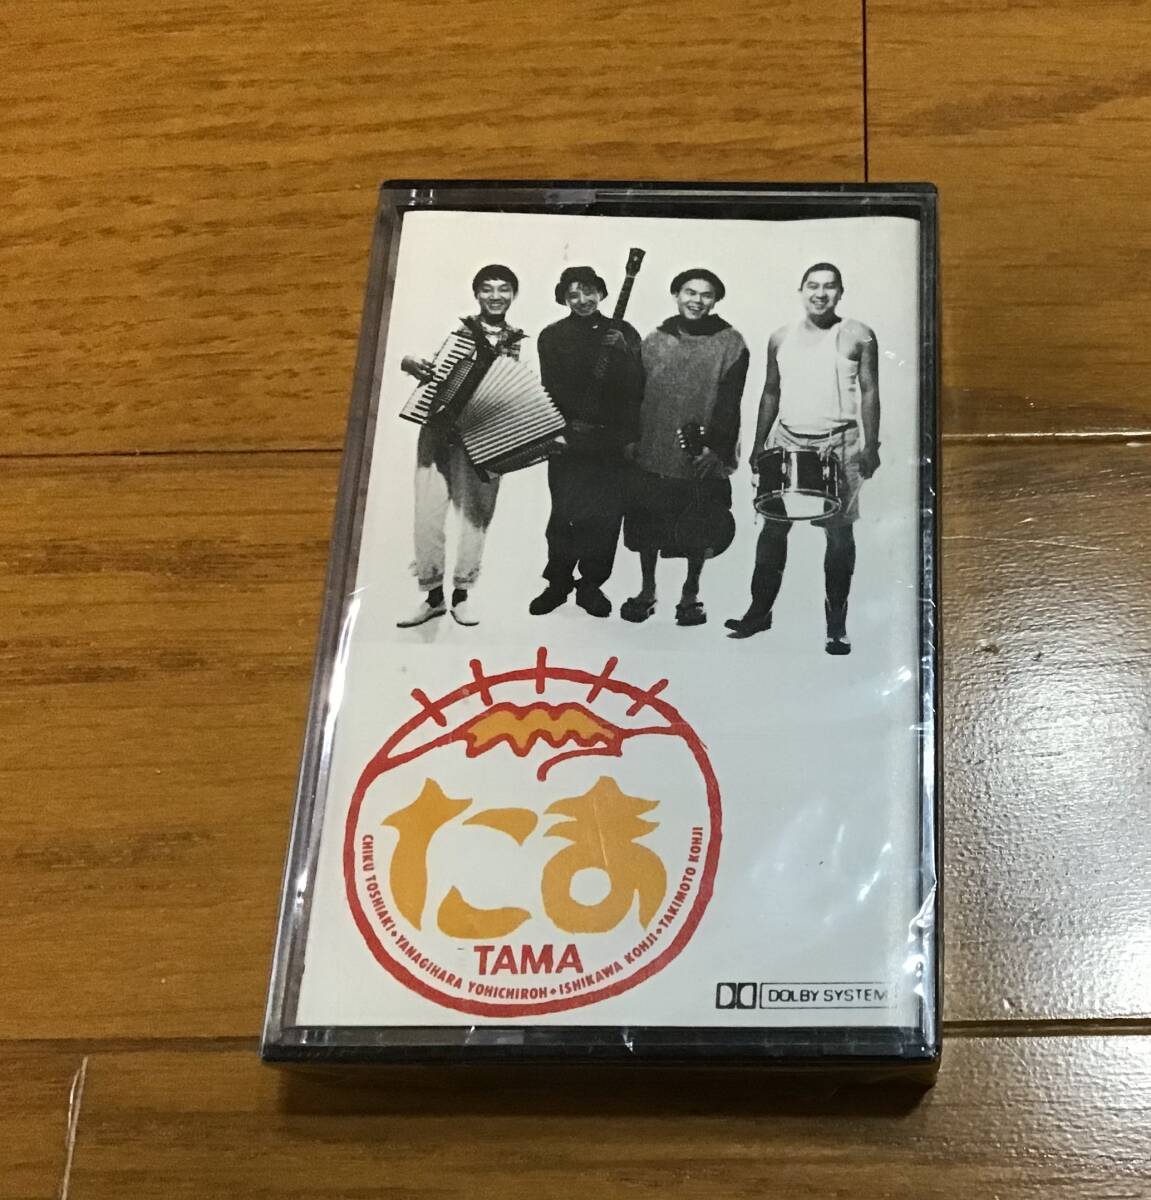 たま
TAMA
CHIKU TOSHIAKI・YANAGIHARA YOHICHIROH・ISHIKAWA KOHJI・TAKIMOTO KOHJI
DOLBY SYSTEM